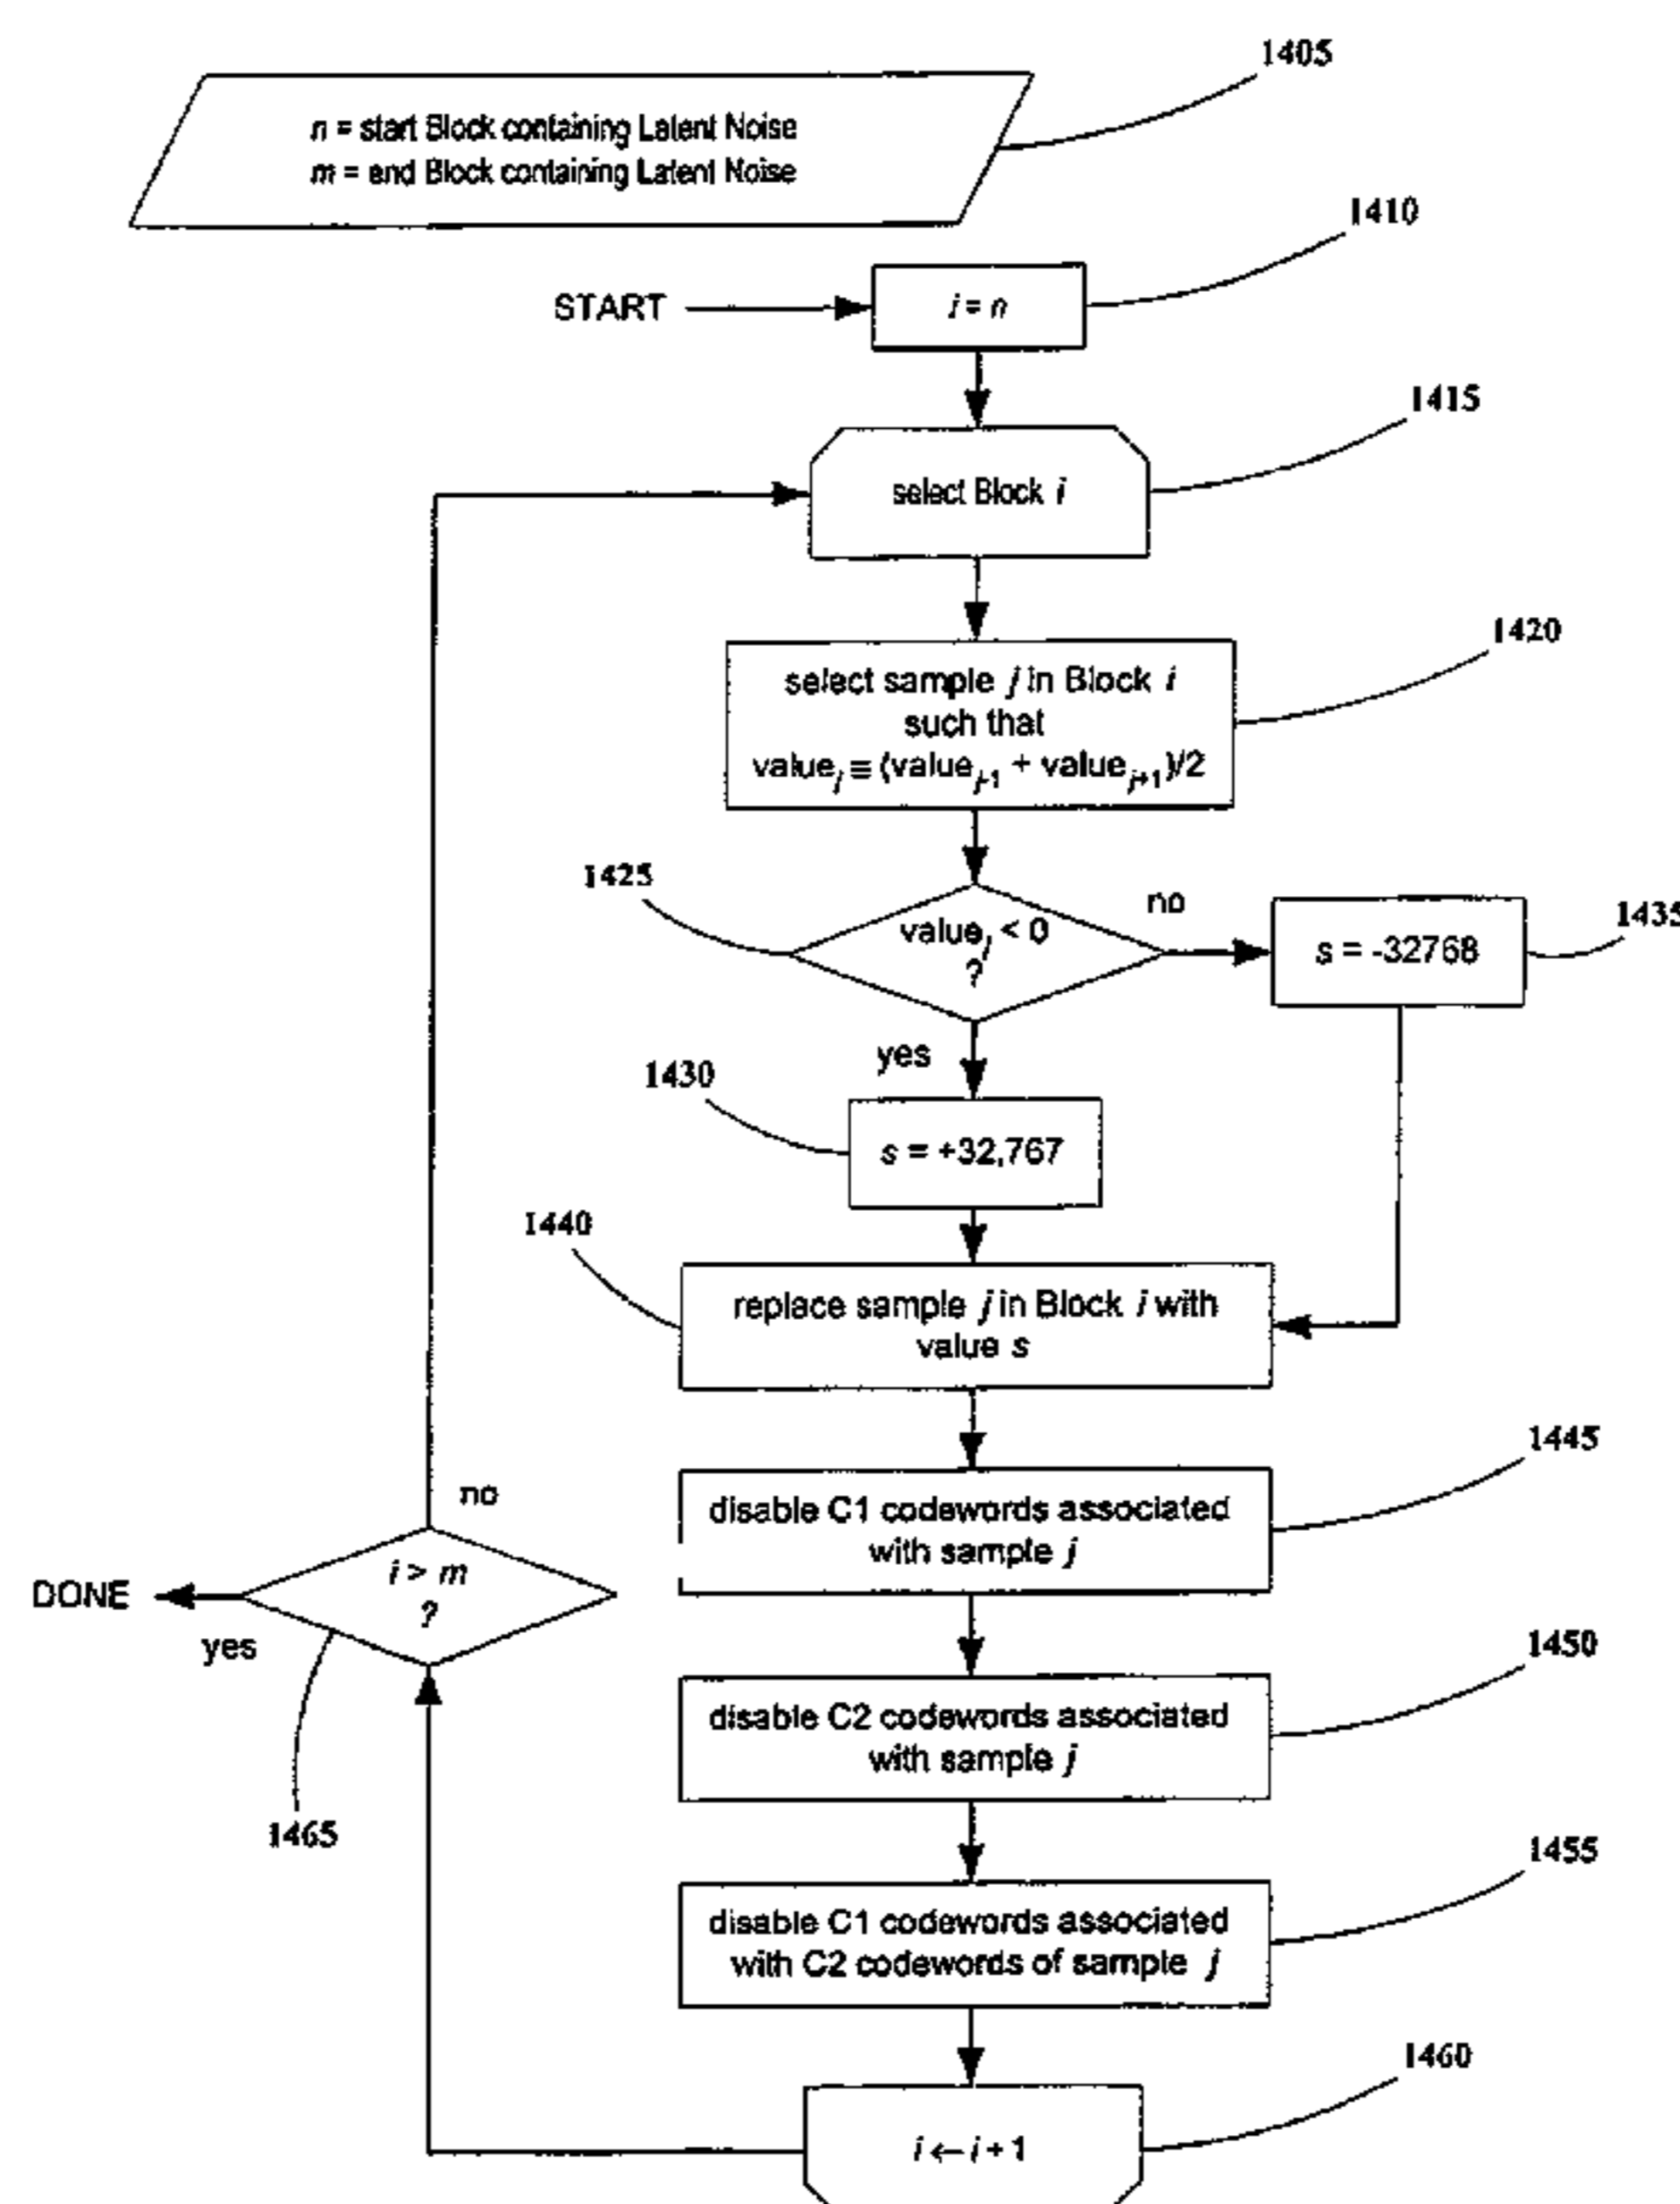 1405
n = start Block containing Latent Noise
m = end Block containing Latent Noise
1410
START
i = n
1415
select Block i
1420
select sample j in Block i
such that
value_j ≡ (value_j-1 + value_j+1)/2
1425
value_j < 0
?
no
1435
s = -32768
yes
1430
s = +32,767
1440
replace sample j in Block i with
value s
1445
disable C1 codewords associated
with sample j
no
i > m
?
DONE
yes
1465
1450
disable C2 codewords associated
with sample j
1455
disable C1 codewords associated
with C2 codewords of sample j
1460
i ← i + 1